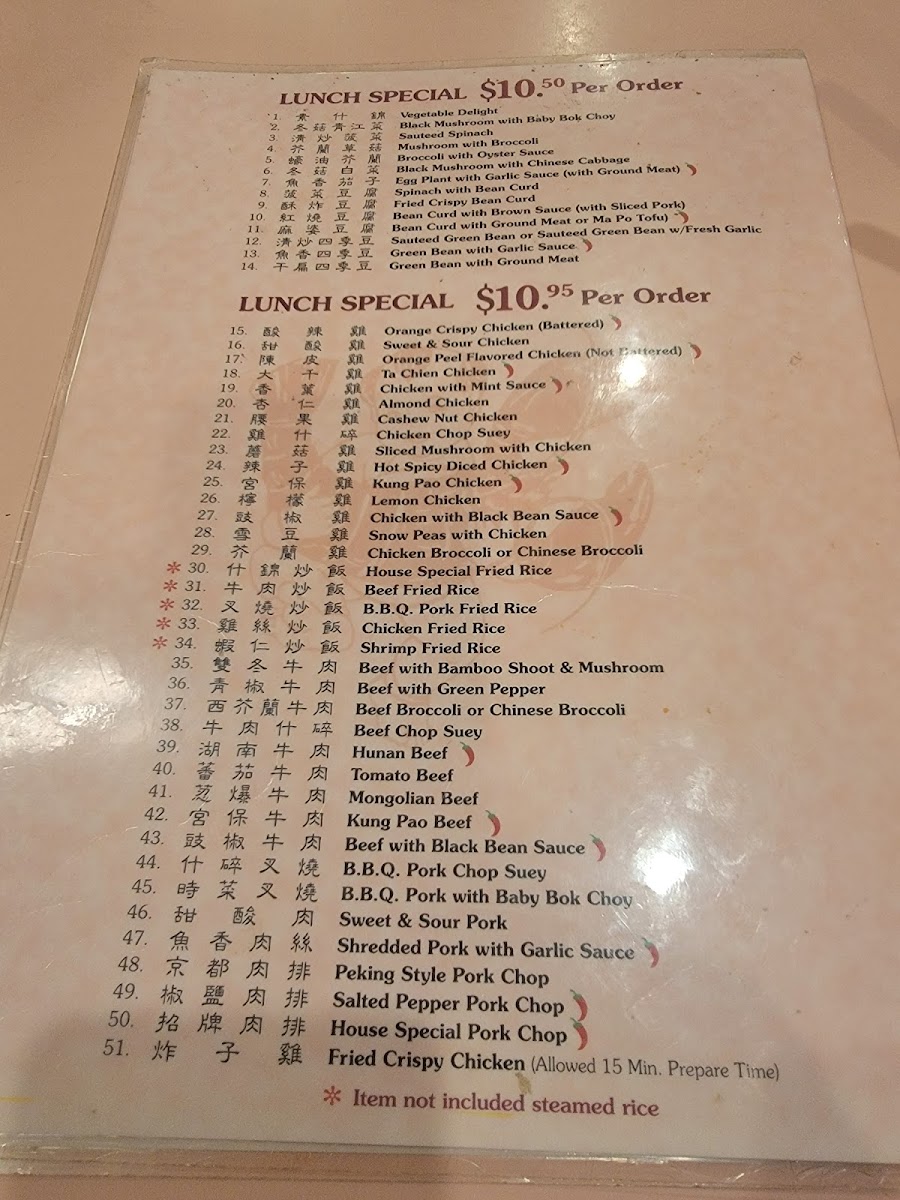 LUNCH SPECIAL $10.50 Per Order
1. 素什錦 Vegetable Delight
2. 冬菇青江菜 Black Mushroom with Baby Bok Choy
3. 清炒菠菜 Sauteed Spinach
4. 芥蘭草菇 Mushroom with Broccoli
5. 蠔油芥蘭 Broccoli with Oyster Sauce
6. 冬菇白菜 Black Mushroom with Chinese Cabbage
7. 魚香茄子 Egg Plant with Garlic Sauce (with Ground Meat)
8. 菠菜豆腐 Spinach with Bean Curd
9. 酥炸豆腐 Fried Crispy Bean Curd
10. 紅燒豆腐 Bean Curd with Brown Sauce (with Sliced Pork)
11. 麻婆豆腐 Bean Curd with Ground Meat or Ma Po Tofu)
12. 清炒四季豆 Sauteed Green Bean or Sauteed Green Bean w/Fresh Garlic
13. 魚香四季豆 Green Bean with Garlic Sauce
14. 干扁四季豆 Green Bean with Ground Meat
LUNCH SPECIAL $10.95 Per Order
15. 酸辣雞 Orange Crispy Chicken (Battered)
16. 甜酸雞 Sweet & Sour Chicken
17. 陳皮雞 Orange Peel Flavored Chicken (Not Battered)
18. 大千雞 Ta Chien Chicken
19. 香葉雞 Chicken with Mint Sauce
20. 杏仁雞 Almond Chicken
21. 腰果雞 Cashew Nut Chicken
22. 雞什碎 Chicken Chop Suey
23. 蘑菇雞 Sliced Mushroom with Chicken
24. 辣子雞 Hot Spicy Diced Chicken
25. 宮保雞 Kung Pao Chicken
26. 檸檬雞 Lemon Chicken
27. 豉椒雞 Chicken with Black Bean Sauce
28. 雪豆雞 Snow Peas with Chicken
29. 芥蘭雞 Chicken Broccoli or Chinese Broccoli
* 30. 什錦炒飯 House Special Fried Rice
* 31. 牛肉炒飯 Beef Fried Rice
* 32. 叉燒炒飯 B.B.Q. Pork Fried Rice
* 33. 雞絲炒飯 Chicken Fried Rice
* 34. 蝦仁炒飯 Shrimp Fried Rice
35. 雙冬牛肉 Beef with Bamboo Shoot & Mushroom
36. 青椒牛肉 Beef with Green Pepper
37. 西芥蘭牛肉 Beef Broccoli or Chinese Broccoli
38. 牛肉什碎 Beef Chop Suey
39. 湖南牛肉 Hunan Beef
40. 蕃茄牛肉 Tomato Beef
41. 蔥爆牛肉 Mongolian Beef
42. 宮保牛肉 Kung Pao Beef
43. 豉椒牛肉 Beef with Black Bean Sauce
44. 什碎叉燒 B.B.Q. Pork Chop Suey
45. 時菜叉燒 B.B.Q. Pork with Baby Bok Choy
46. 甜酸肉 Sweet & Sour Pork
47. 魚香肉絲 Shredded Pork with Garlic Sauce
48. 京都肉排 Peking Style Pork Chop
49. 椒鹽肉排 Salted Pepper Pork Chop
50. 招牌肉排 House Special Pork Chop
51. 炸子雞 Fried Crispy Chicken (Allowed 15 Min. Prepare Time)
* Item not included steamed rice